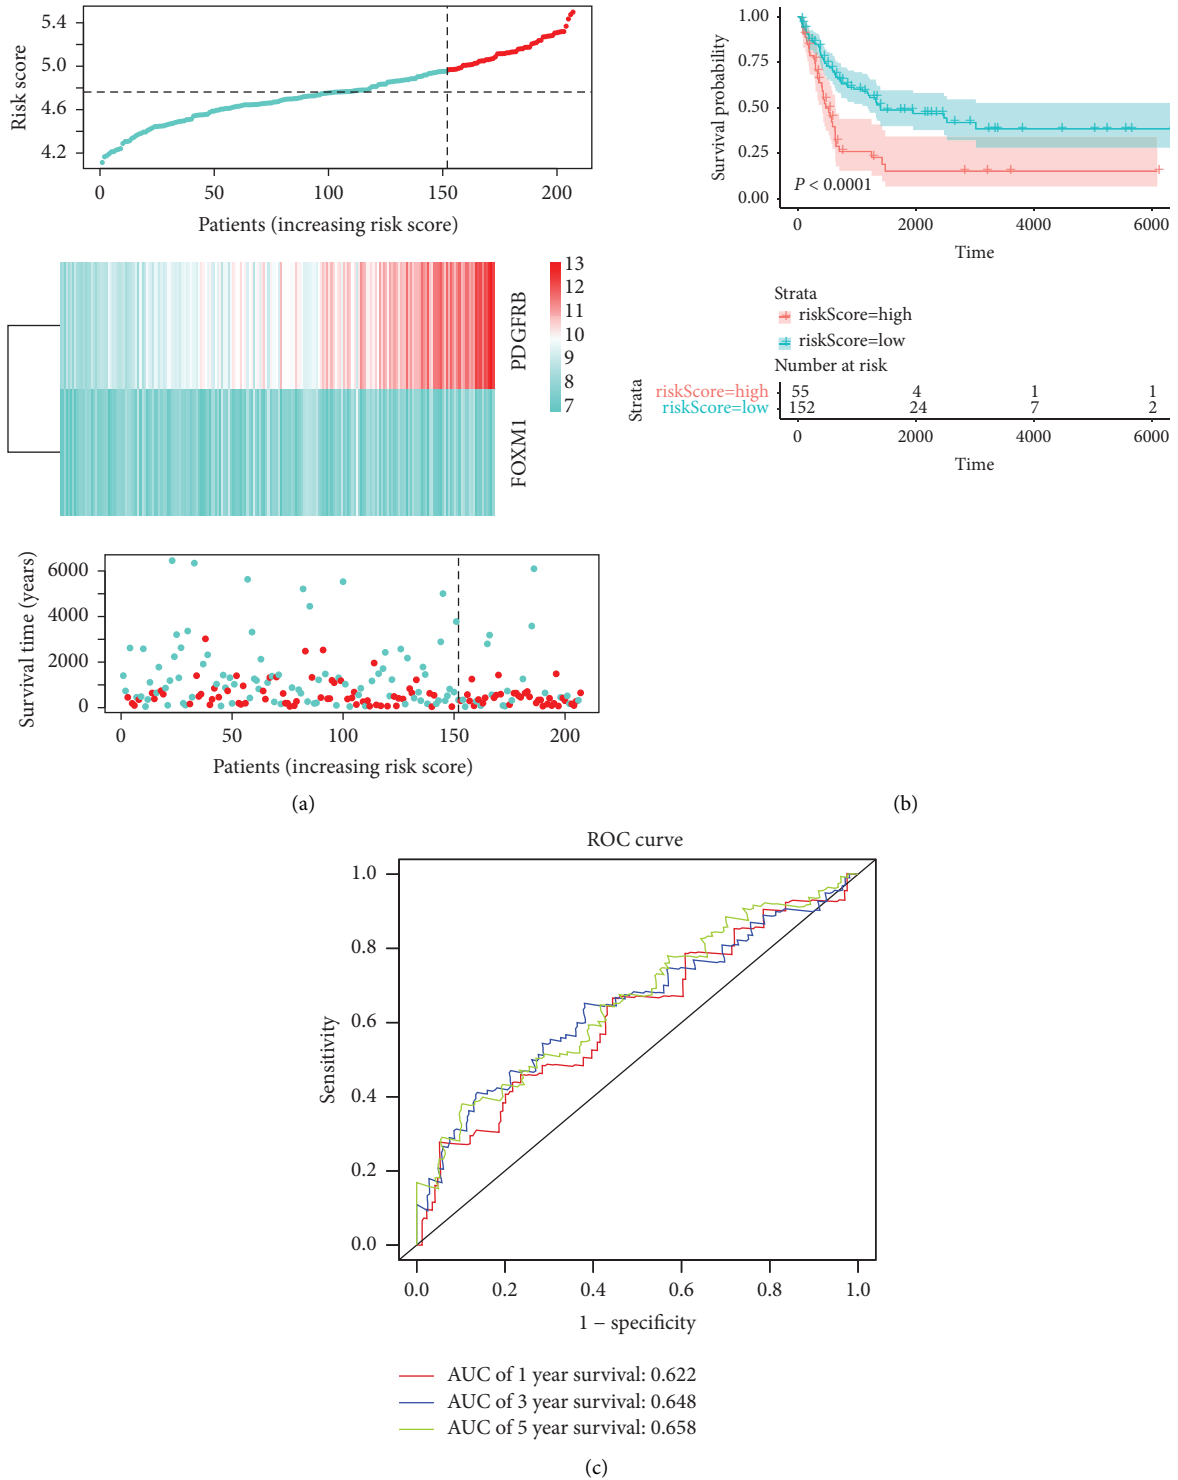 5.4
5.0
4.6
4.2
Risk score
0 50 100 150 200
Patients (increasing risk score)
PDGFRB
FOXM1
13
12
11
10
9
8
7
6000
4000
2000
0
Survival time (years)
0 50 100 150 200
Patients (increasing risk score)
(a)
1.00
0.75
0.50
0.25
0.00
Survival probability
P < 0.0001
0 2000 4000 6000
Time
Strata
riskScore=high
riskScore=low
Number at risk
Strata
riskScore=high 55 4 1 1
riskScore=low 152 24 7 2
0 2000 4000 6000
Time
(b)
ROC curve
1.0
0.8
0.6
0.4
0.2
0.0
Sensitivity
0.0 0.2 0.4 0.6 0.8 1.0
1 − specificity
AUC of 1 year survival: 0.622
AUC of 3 year survival: 0.648
AUC of 5 year survival: 0.658
(c)